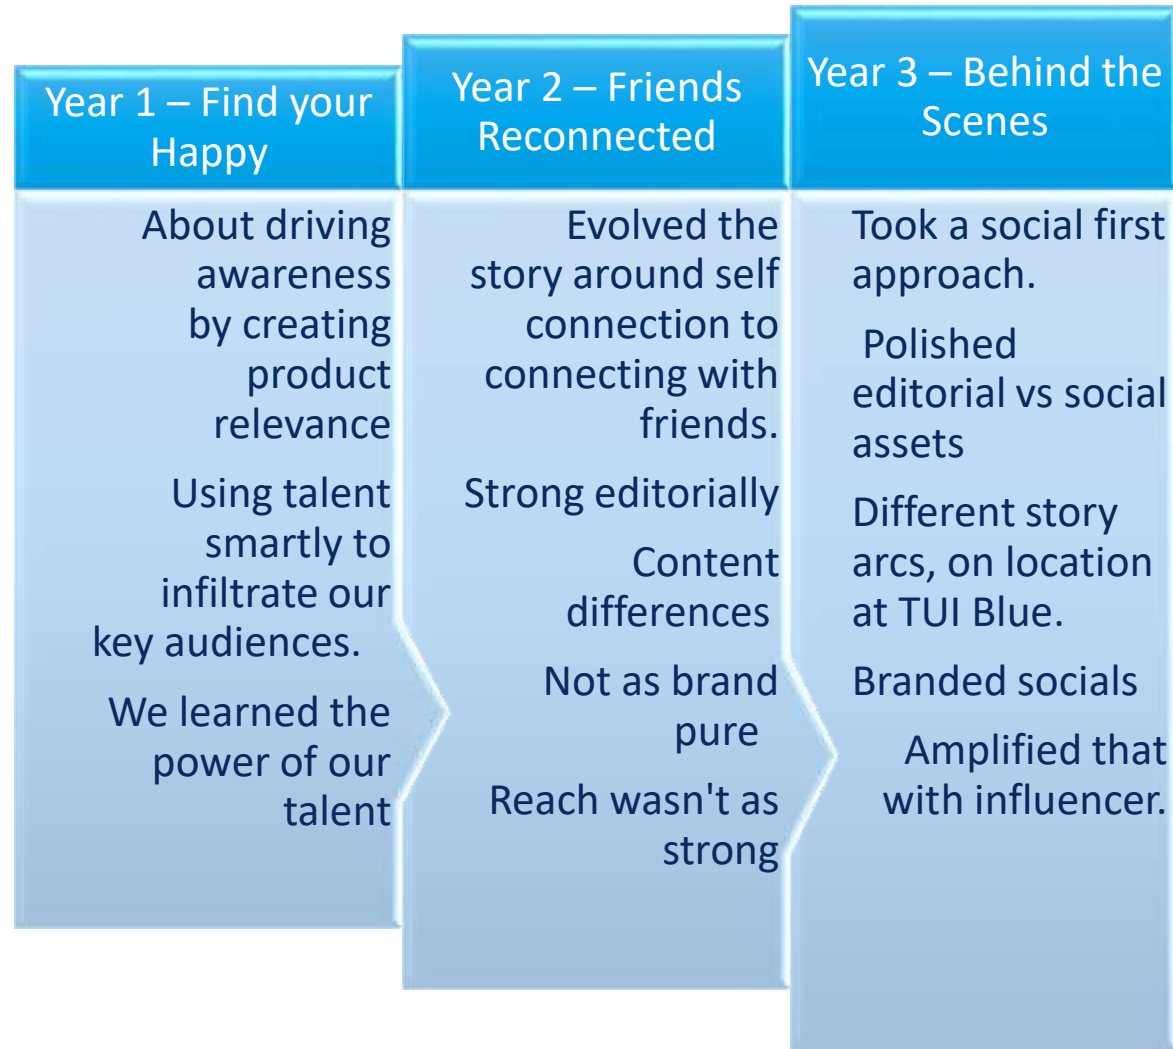 Year 1 – Find your
Happy
About driving
awareness
by creating
product
relevance
Using talent
smartly to
infiltrate our
key audiences.
We learned the
power of our
talent
Year 2 – Friends
Reconnected
Evolved the
story around self
connection to
connecting with
friends.
Strong editorially
Content
differences
Not as brand
pure
Reach wasn't as
strong
Year 3 – Behind the
Scenes
Took a social first
approach.
Polished
editorial vs social
assets
Different story
arcs, on location
at TUI Blue.
Branded socials
Amplified that
with influencer.